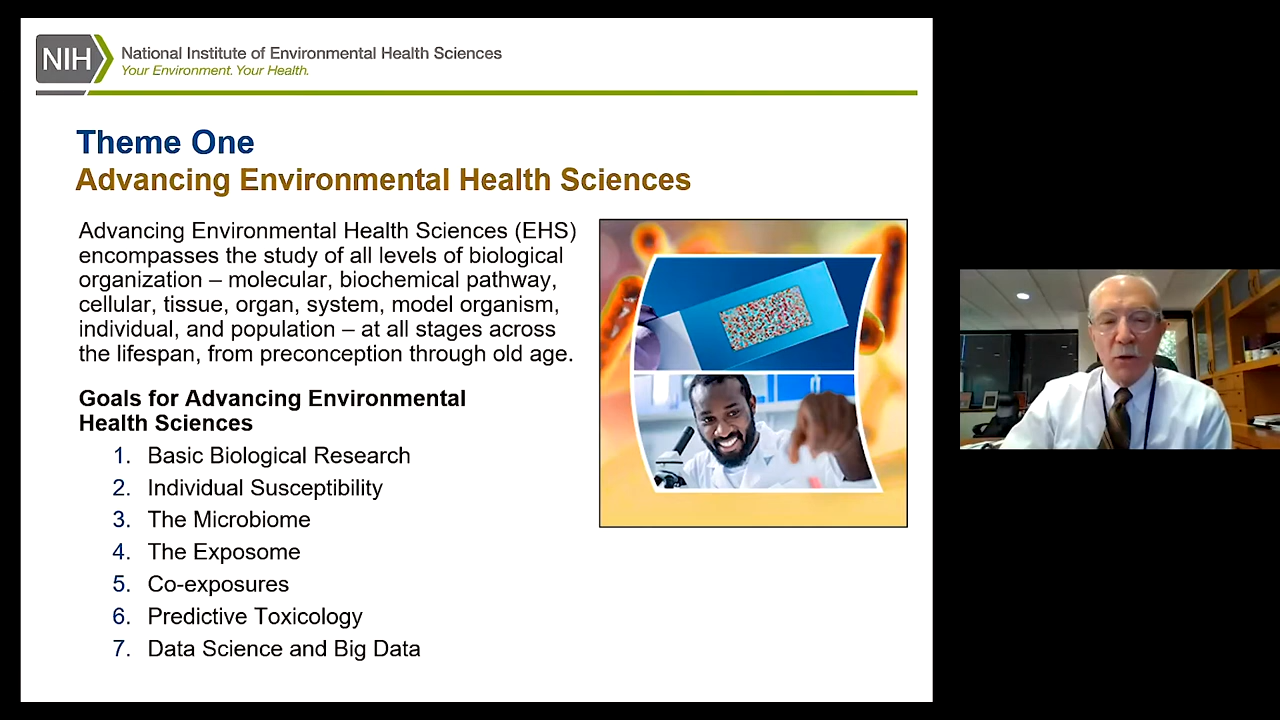 NIH
National Institute of Environmental Health Sciences
Your Environment. Your Health.
Theme One
Advancing Environmental Health Sciences
Advancing Environmental Health Sciences (EHS)
encompasses the study of all levels of biological
organization – molecular, biochemical pathway,
cellular, tissue, organ, system, model organism,
individual, and population – at all stages across
the lifespan, from preconception through old age.
Goals for Advancing Environmental
Health Sciences
1. Basic Biological Research
2. Individual Susceptibility
3. The Microbiome
4. The Exposome
5. Co-exposures
6. Predictive Toxicology
7. Data Science and Big Data